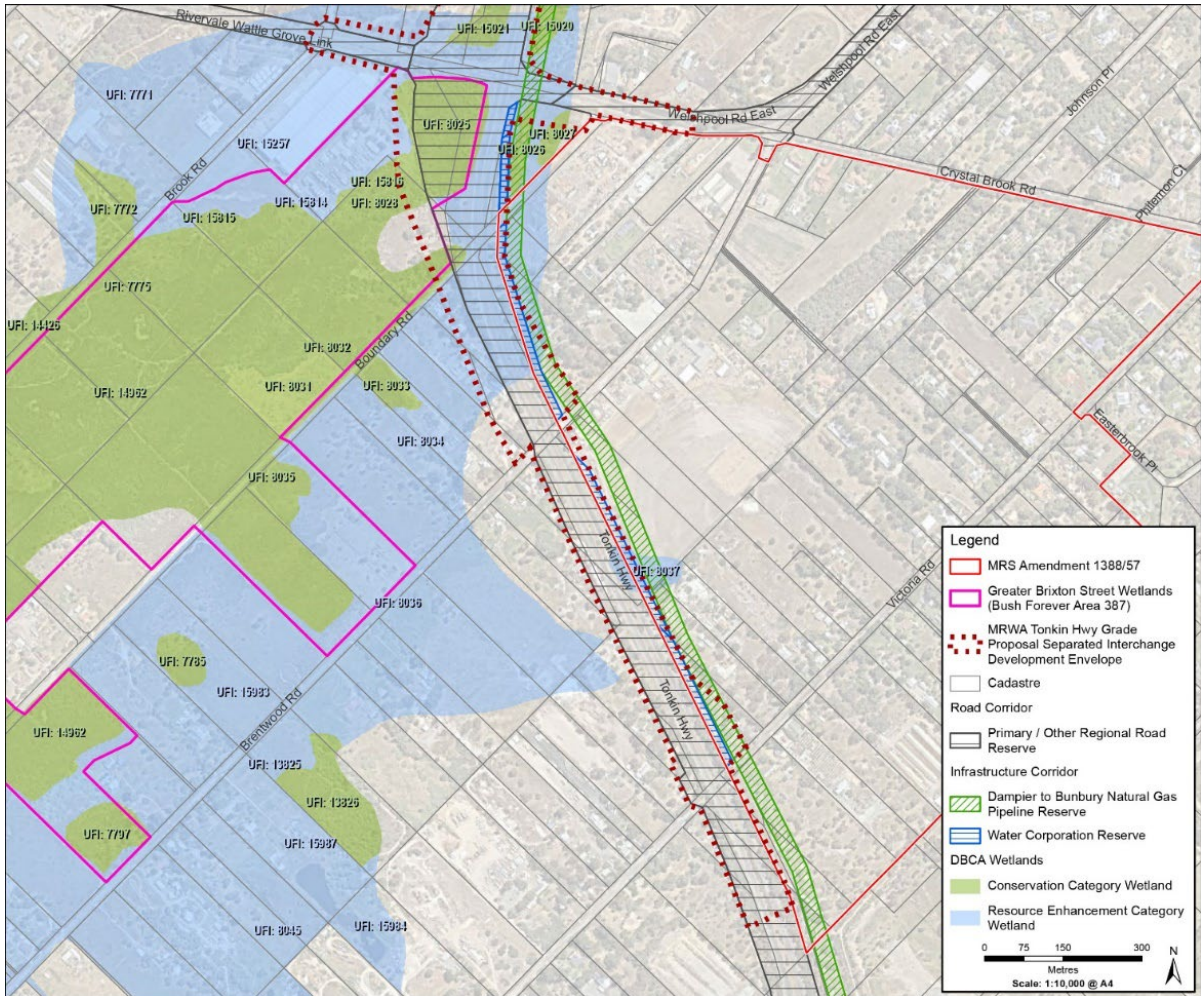 Rivervale Wattle Grove Link
UFI: 15021
UFI: 15020
Welshpool Rd East
Johnson Pl
UFI: 7771
UFI: 8025
Welshpool Rd East
UFI: 15257
UFI: 8027
UFI: 8026
Brook Rd
UFI: 15816
Crystal Brook Rd
Philemon Ct
UFI: 7772
UFI: 15814
UFI: 8028
UFI: 15815
UFI: 7775
UFI: 14426
Boundary Rd
UFI: 8032
UFI: 14962
UFI: 8031
UFI: 8033
Easterbrook Pl
UFI: 8034
UFI: 8035
Tonkin Hwy
UFI: 8037
Victoria Rd
UFI: 8036
UFI: 7785
UFI: 15983
Brentwood Rd
Tonkin Hwy
UFI: 14962
UFI: 13825
UFI: 13826
UFI: 7797
UFI: 15987
UFI: 8045
UFI: 15984
Legend
MRS Amendment 1388/57
Greater Brixton Street Wetlands
(Bush Forever Area 387)
MRWA Tonkin Hwy Grade
Proposal Separated Interchange
Development Envelope
Cadastre
Road Corridor
Primary / Other Regional Road
Reserve
Infrastructure Corridor
Dampier to Bunbury Natural Gas
Pipeline Reserve
Water Corporation Reserve
DBCA Wetlands
Conservation Category Wetland
Resource Enhancement Category
Wetland
0 75 150 300
Metres
Scale: 1:10,000 @ A4
N